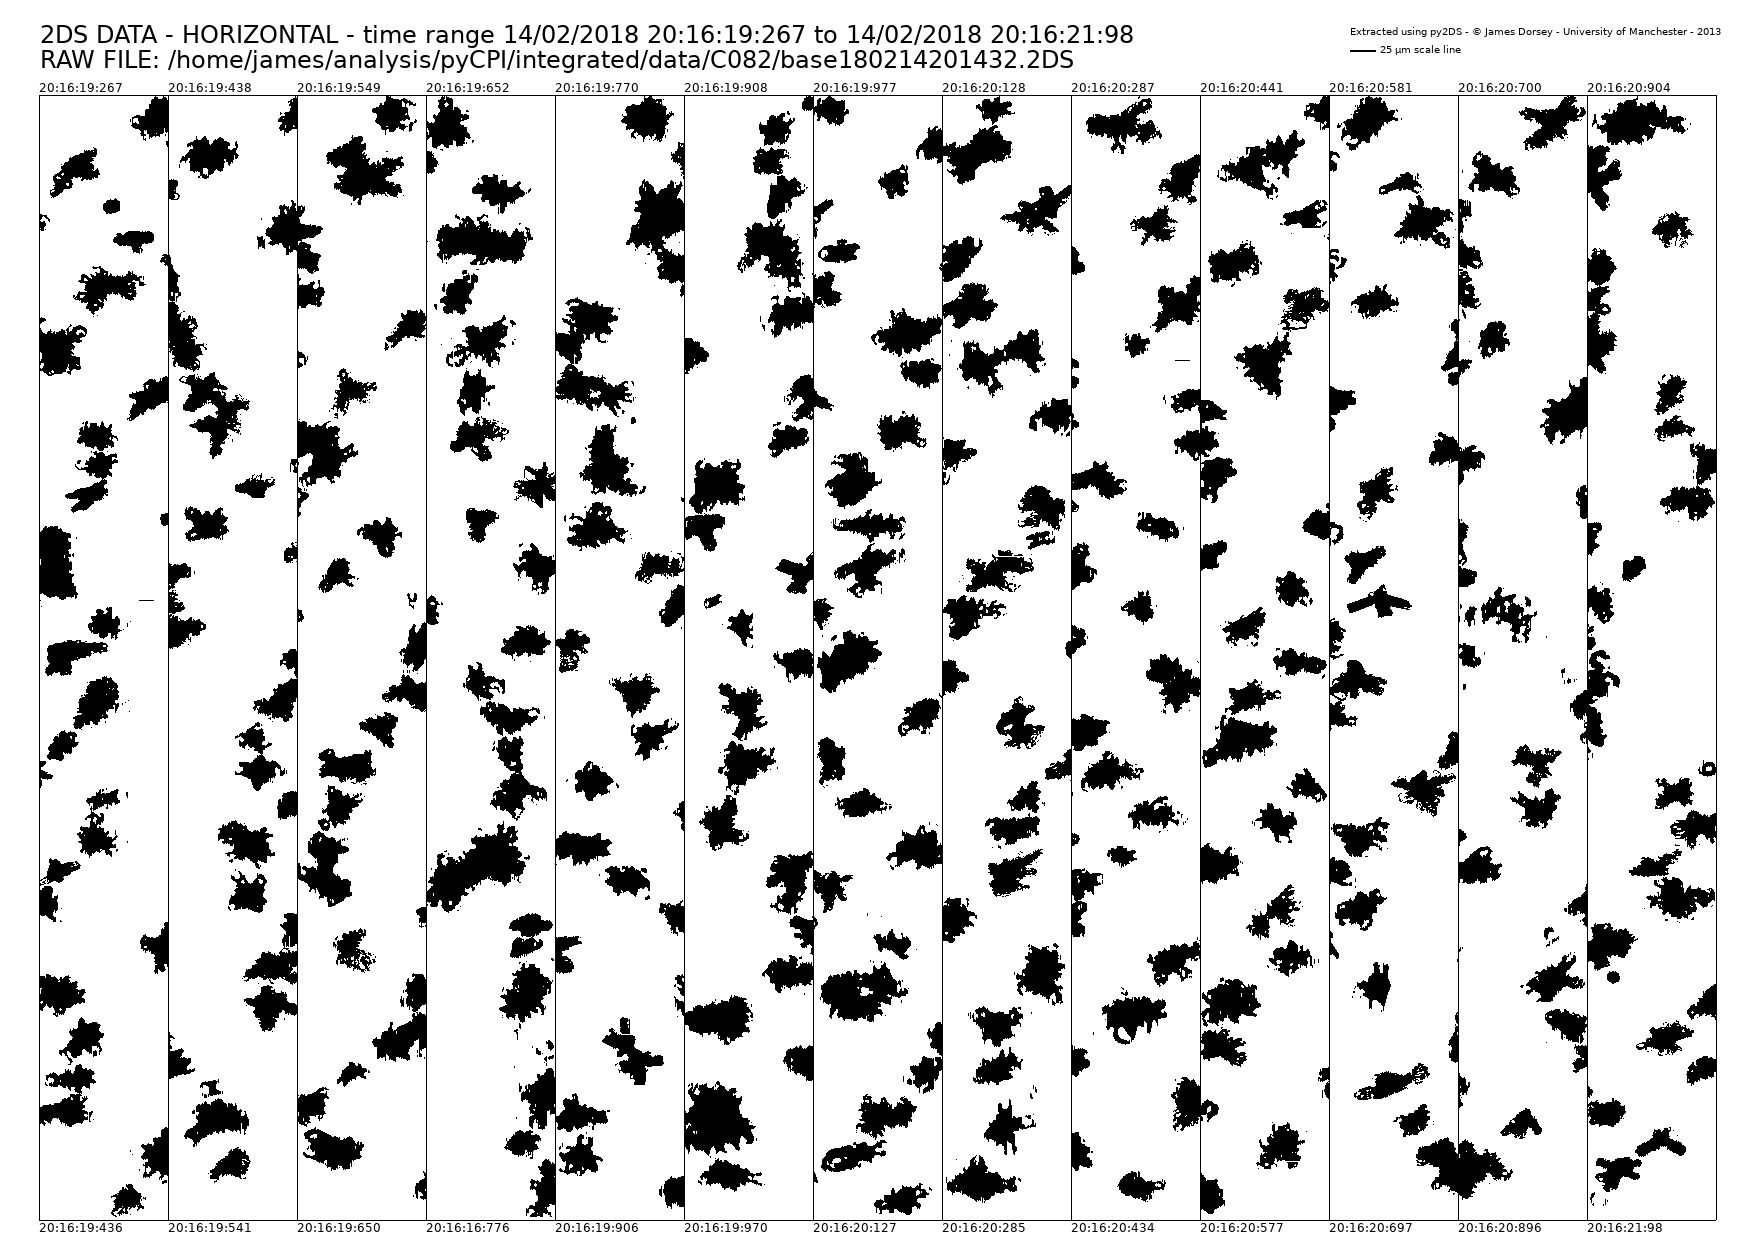 2DS DATA - HORIZONTAL - time range 14/02/2018 20:16:19:267 to 14/02/2018 20:16:21:98
RAW FILE: /home/james/analysis/pyCPI/integrated/data/C082/base180214201432.2DS
Extracted using py2DS - © James Dorsey - University of Manchester - 2013
25 µm scale line
20:16:19:267 20:16:19:438 20:16:19:549 20:16:19:652 20:16:19:770 20:16:19:908 20:16:19:977 20:16:20:128 20:16:20:287 20:16:20:441 20:16:20:581 20:16:20:700 20:16:20:904
20:16:19:436 20:16:19:541 20:16:19:650 20:16:16:776 20:16:19:906 20:16:19:970 20:16:20:127 20:16:20:285 20:16:20:434 20:16:20:577 20:16:20:697 20:16:20:896 20:16:21:98